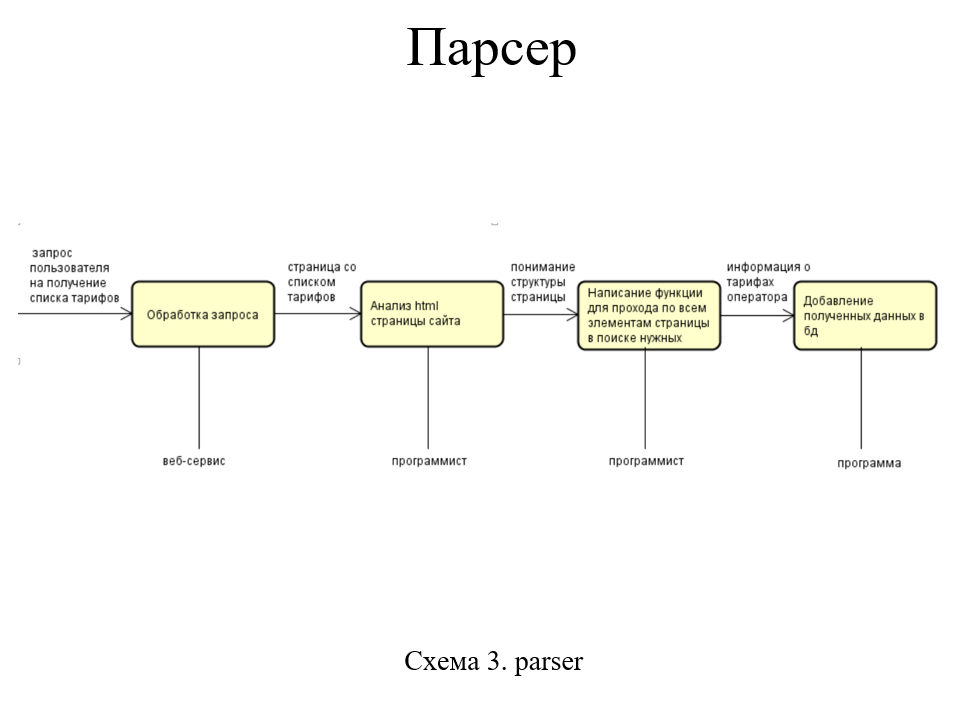 Парсер
запрос
пользователя
на получение
списка тарифов
Обработка запроса
веб-сервис
страница со
списком
тарифов
Анализ html
страницы сайта
программист
понимание
структуры
страницы
Написание функции
для прохода по всем
элементам страницы
в поиске нужных
программист
информация о
тарифах
оператора
Добавление
полученных данных в
бд
программа
Схема 3. parser